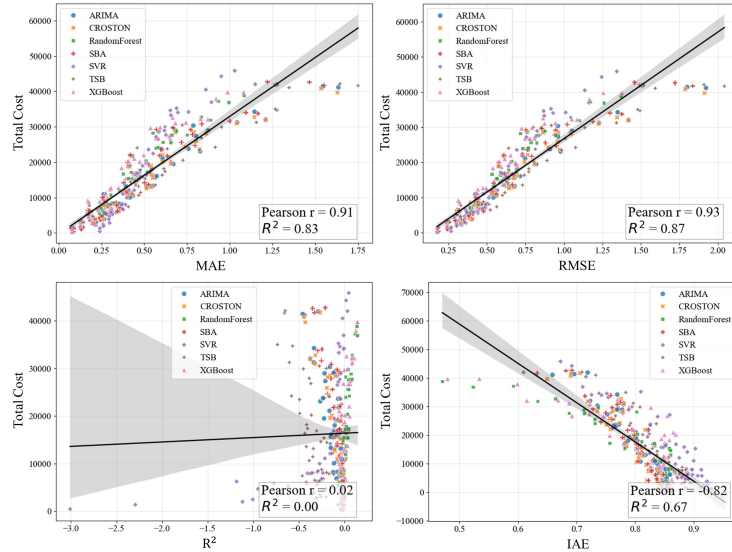 60000
50000
40000
30000
20000
10000
0
Total Cost
ARIMA
CROSTON
RandomForest
SBA
SVR
TSB
XGBoost
Pearson r = 0.91
R² = 0.83
0.00 0.25 0.50 0.75 1.00 1.25 1.50 1.75
MAE
60000
50000
40000
30000
20000
10000
0
Total Cost
ARIMA
CROSTON
RandomForest
SBA
SVR
TSB
XGBoost
Pearson r = 0.93
R² = 0.87
0.25 0.50 0.75 1.00 1.25 1.50 1.75 2.00
RMSE
40000
30000
20000
10000
0
Total Cost
ARIMA
CROSTON
RandomForest
SBA
SVR
TSB
XGBoost
Pearson r = 0.02
R² = 0.00
−3.0 −2.5 −2.0 −1.5 −1.0 −0.5 0.0
R²
70000
60000
50000
40000
30000
20000
10000
0
−10000
Total Cost
ARIMA
CROSTON
RandomForest
SBA
SVR
TSB
XGBoost
Pearson r = -0.82
R² = 0.67
0.5 0.6 0.7 0.8 0.9
IAE